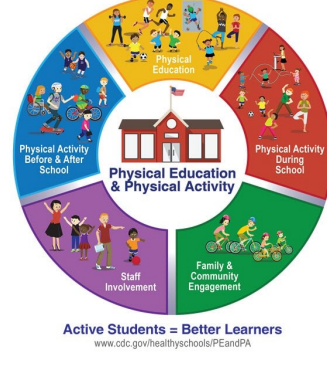 Physical
Education
Physical Activity
Before & After
School
Physical Activity
During
School
Physical Education
& Physical Activity
Staff
Involvement
Family &
Community
Engagement
Active Students = Better Learners
www.cdc.gov/healthyschools/PEandPA